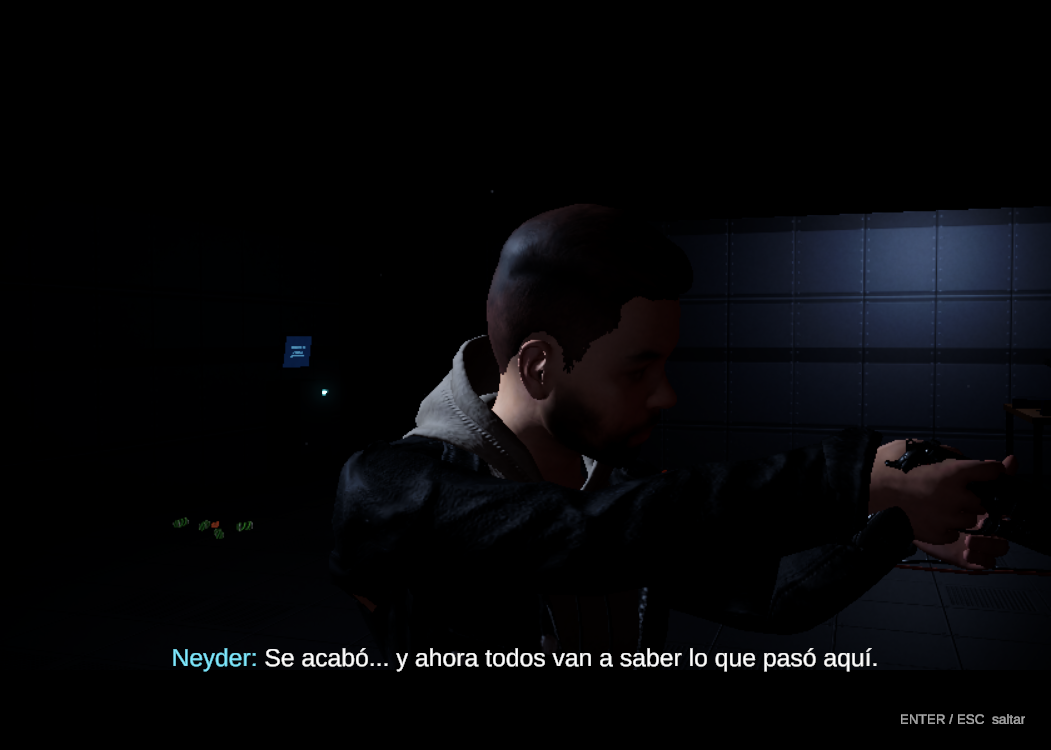 Neyder: Se acabó... y ahora todos van a saber lo que pasó aquí.
ENTER / ESC saltar